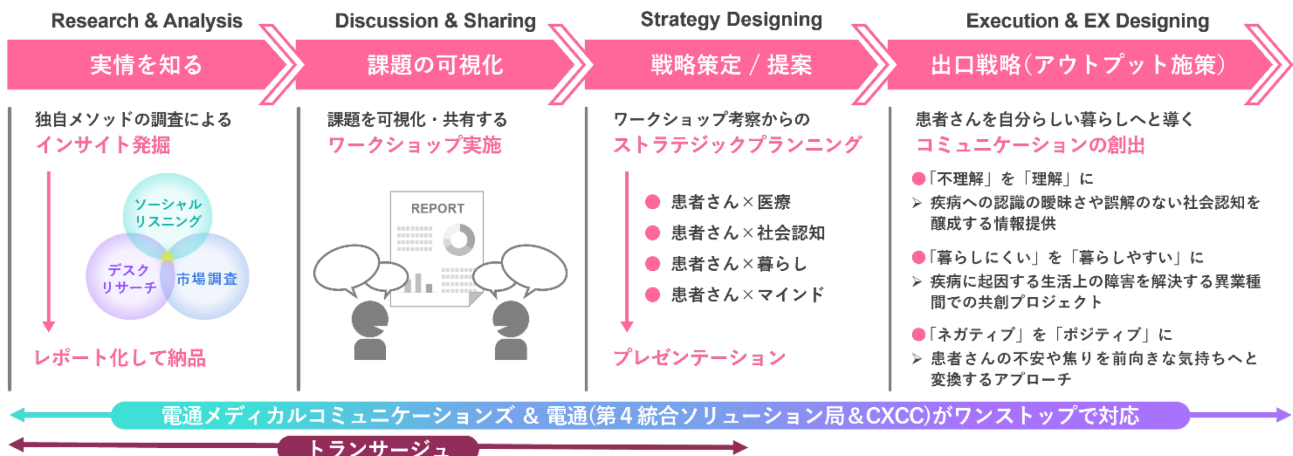 Research & Analysis
実情を知る
独自メソッドの調査による
インサイト発掘
ソーシャル
リスニング
デスク
リサーチ
市場調査
レポート化して納品
Discussion & Sharing
課題の可視化
課題を可視化・共有する
ワークショップ実施
REPORT
Strategy Designing
戦略策定 / 提案
ワークショップ考察からの
ストラテジックプランニング
● 患者さん×医療
● 患者さん×社会認知
● 患者さん×暮らし
● 患者さん×マインド
プレゼンテーション
Execution & EX Designing
出口戦略(アウトプット施策)
患者さんを自分らしい暮らしへと導く
コミュニケーションの創出
●「不理解」を「理解」に
➢ 疾病への認識の曖昧さや誤解のない社会認知を
醸成する情報提供
●「暮らしにくい」を「暮らしやすい」に
➢ 疾病に起因する生活上の障害を解決する異業種
間での共創プロジェクト
●「ネガティブ」を「ポジティブ」に
➢ 患者さんの不安や焦りを前向きな気持ちへと
変換するアプローチ
電通メディカルコミュニケーションズ & 電通(第4統合ソリューション局&CXCC)がワンストップで対応
トランサージュ